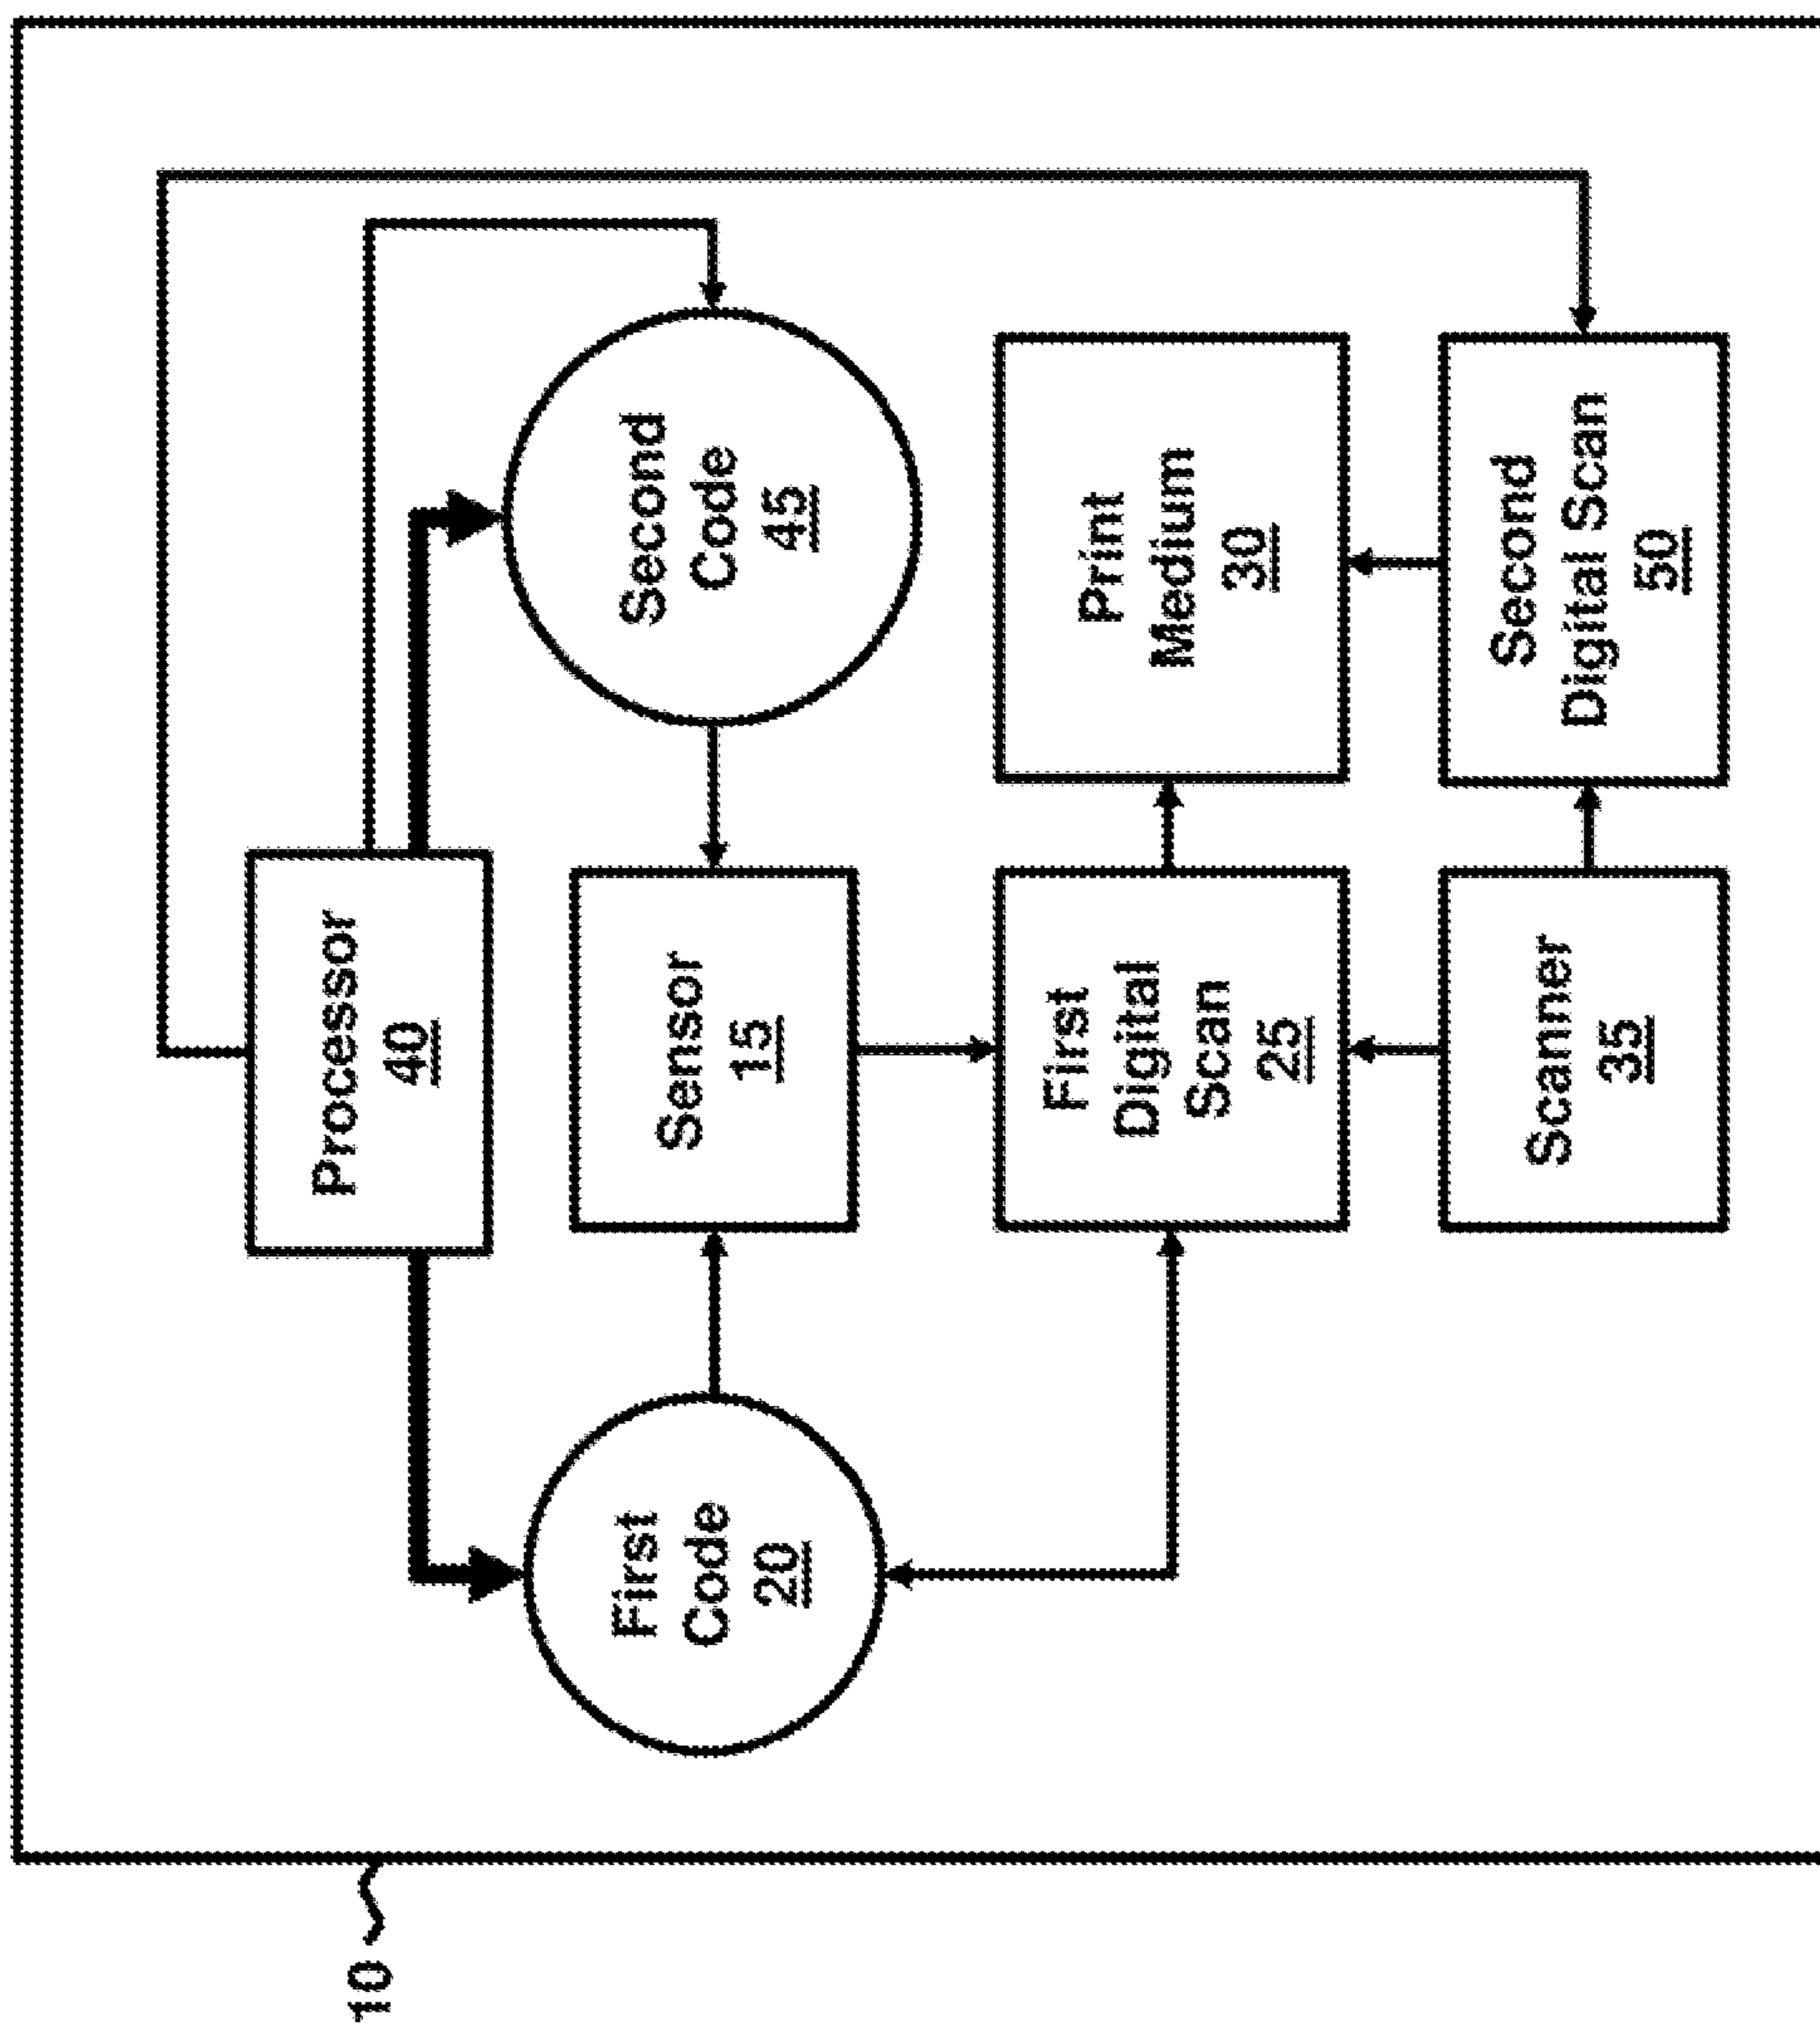 10
Processor
40
First
Code
20
Sensor
15
Second
Code
45
First
Digital
Scan
25
Print
Medium
30
Scanner
35
Second
Digital Scan
50